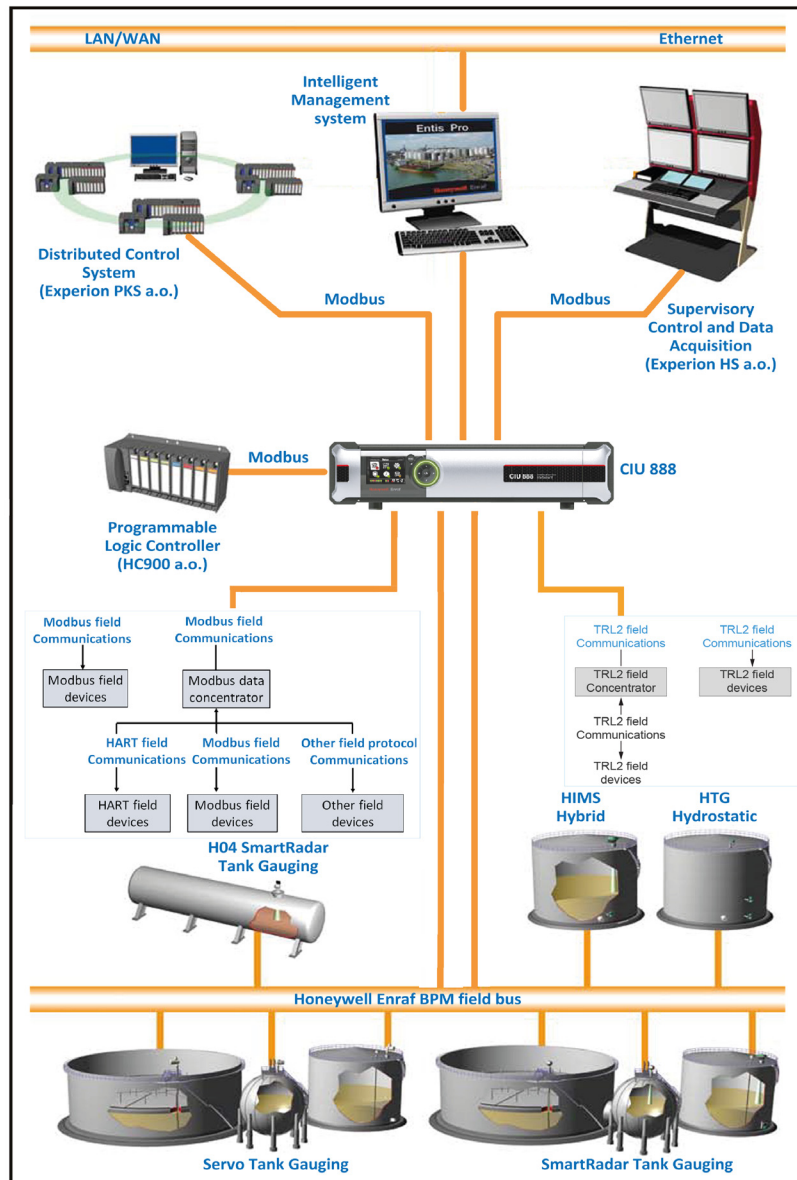 LAN/WAN
Ethernet
Intelligent
Management
system
Entis Pro
Honeywell Enraf
Distributed Control
System
(Experion PKS a.o.)
Modbus
Modbus
Supervisory
Control and Data
Acquisition
(Experion HS a.o.)
Modbus
CIU 888
CIU 888
Programmable
Logic Controller
(HC900 a.o.)
Modbus field
Communications
Modbus field
Communications
Modbus field
devices
Modbus data
concentrator
HART field
Communications
Modbus field
Communications
Other field protocol
Communications
HART field
devices
Modbus field
devices
Other field
devices
TRL2 field
Communications
TRL2 field
Communications
TRL2 field
Concentrator
TRL2 field
devices
TRL2 field
Communications
TRL2 field
devices
H04 SmartRadar
Tank Gauging
HIMS
Hybrid
HTG
Hydrostatic
Honeywell Enraf BPM field bus
Servo Tank Gauging
SmartRadar Tank Gauging